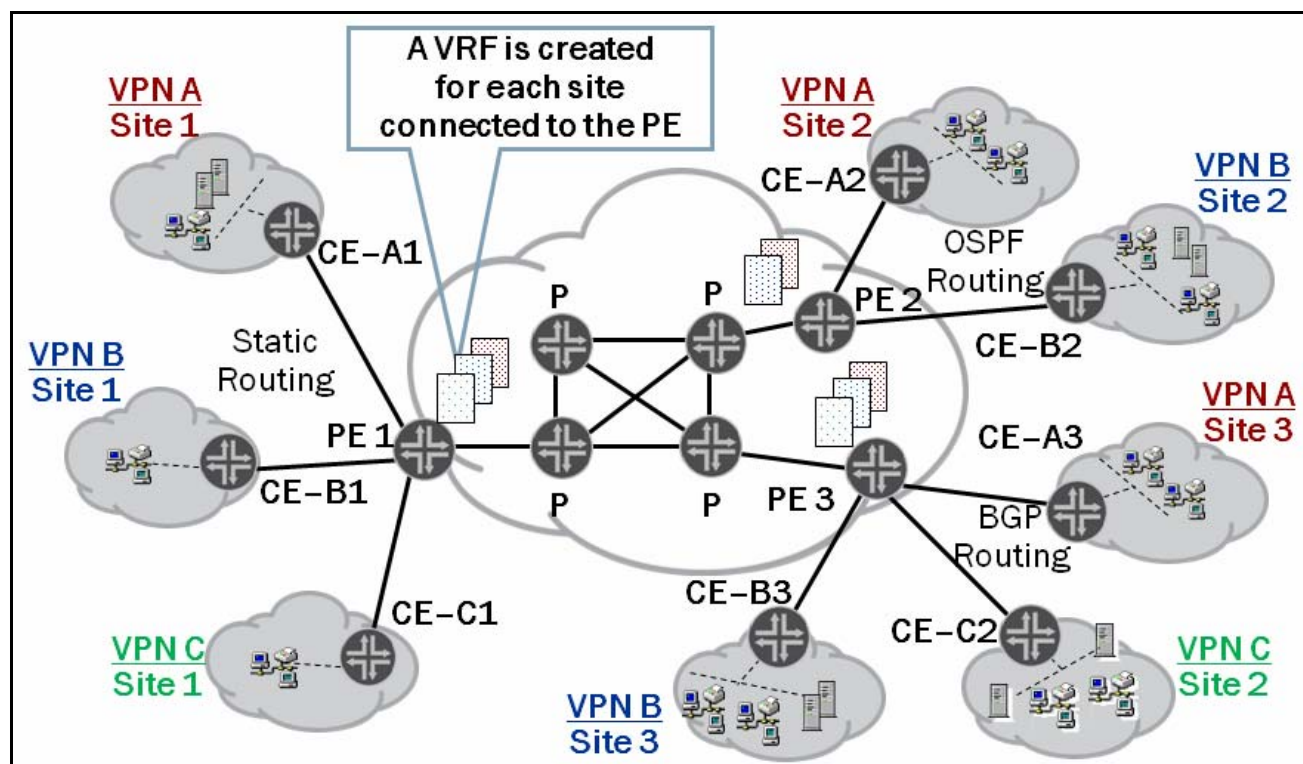 A VRF is created
for each site
connected to the PE
VPN A
Site 1
VPN A
Site 2
CE–A2
VPN B
Site 2
CE–A1
OSPF
Routing
P
P
PE 2
CE–B2
Static
Routing
VPN B
Site 1
VPN A
Site 3
CE–A3
PE 1
CE–B1
P
P
PE 3
BGP
Routing
CE–B3
CE–C1
CE–C2
VPN C
Site 1
VPN C
Site 2
VPN B
Site 3